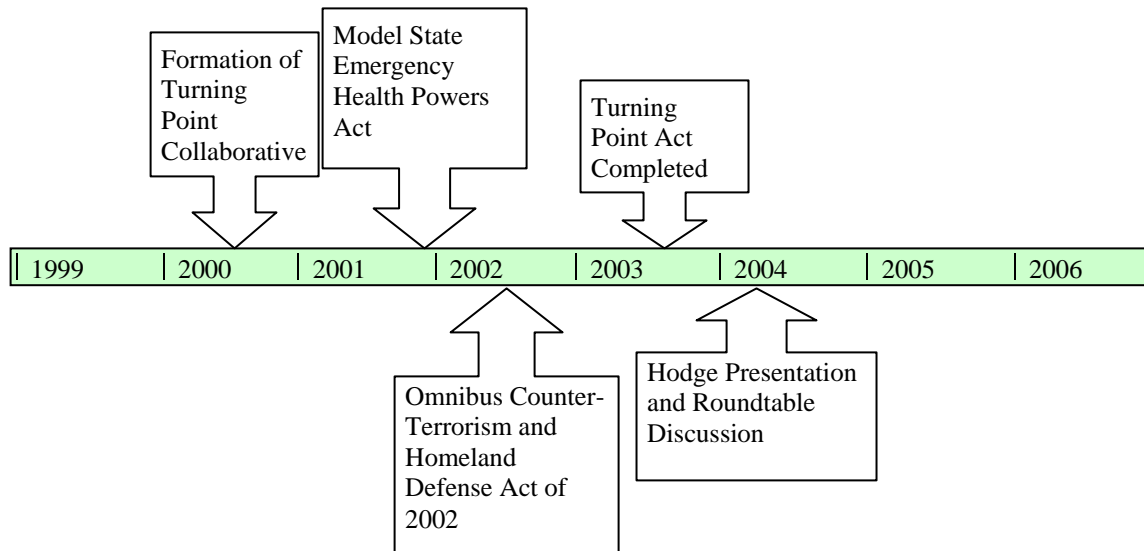 Formation of
Turning
Point
Collaborative
Model State
Emergency
Health Powers
Act
Turning
Point Act
Completed
1999 2000 2001 2002 2003 2004 2005 2006
Omnibus Counter-
Terrorism and
Homeland
Defense Act of
2002
Hodge Presentation
and Roundtable
Discussion